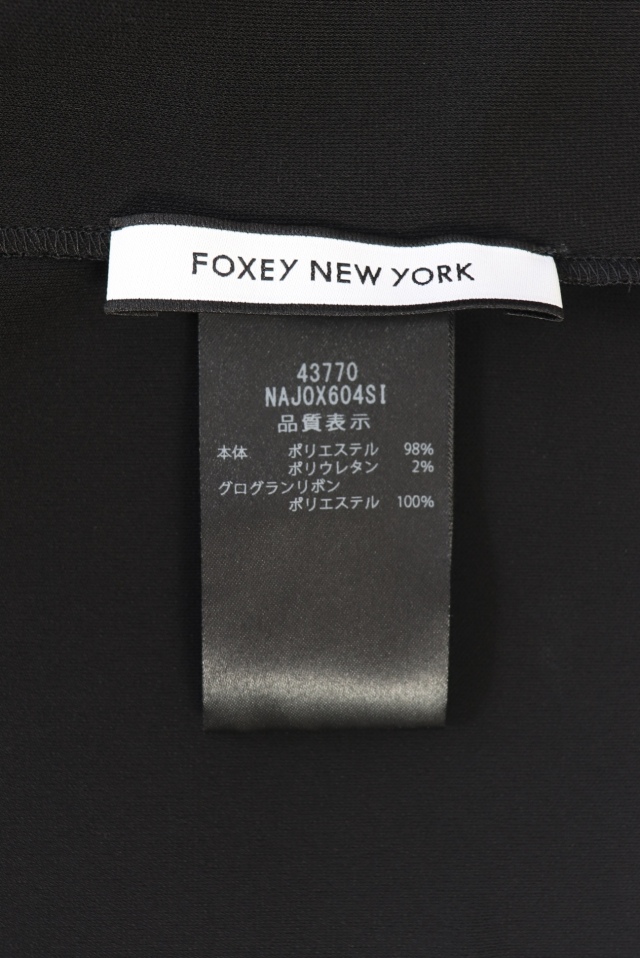 FOXEY NEW YORK
43770
NAJOX604SI
品質表示
本体 ポリエステル 98%
ポリウレタン 2%
グログランリボン
ポリエステル 100%